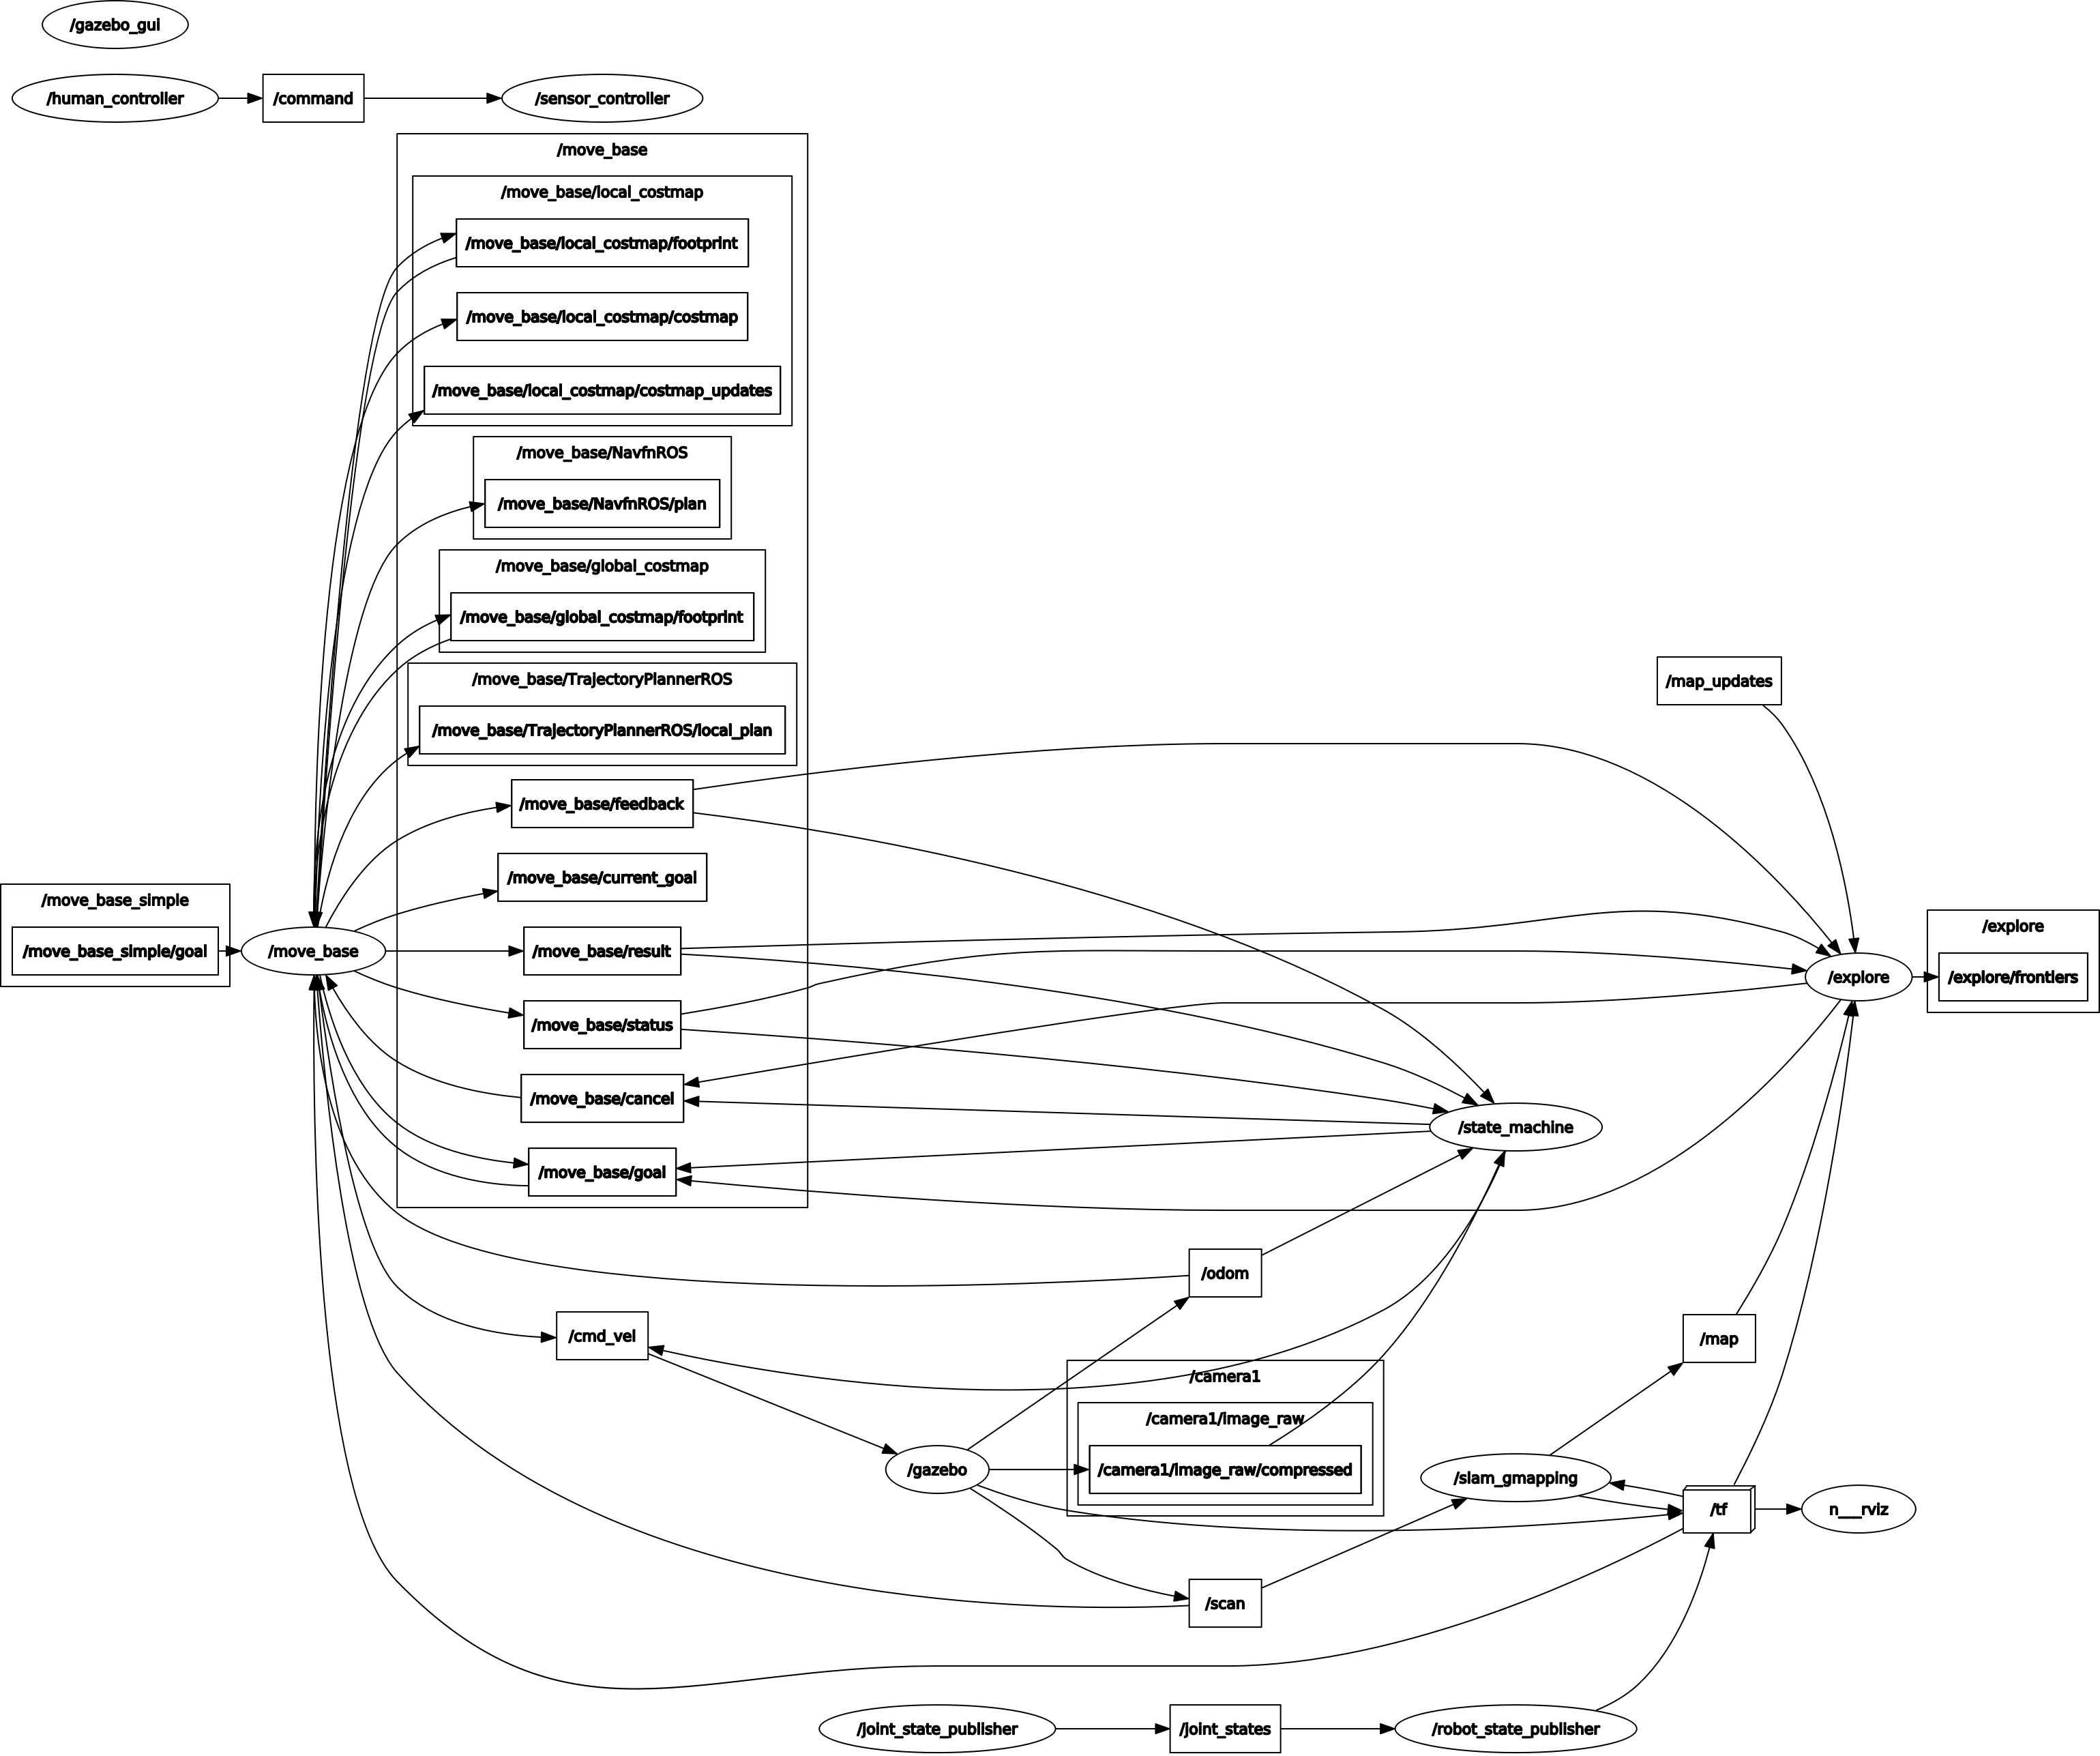 /gazebo_gui
/human_controller
/command
/sensor_controller
/move_base
/move_base/local_costmap
/move_base/local_costmap/footprint
/move_base/local_costmap/costmap
/move_base/local_costmap/costmap_updates
/move_base/NavfnROS
/move_base/NavfnROS/plan
/move_base/global_costmap
/move_base/global_costmap/footprint
/move_base/TrajectoryPlannerROS
/move_base/TrajectoryPlannerROS/local_plan
/map_updates
/move_base/feedback
/move_base/current_goal
/move_base_simple
/move_base_simple/goal
/move_base
/move_base/result
/explore
/explore
/explore/frontiers
/move_base/status
/move_base/cancel
/state_machine
/move_base/goal
/odom
/cmd_vel
/map
/camera1
/camera1/image_raw
/camera1/image_raw/compressed
/gazebo
/slam_gmapping
/tf
n___rviz
/scan
/joint_state_publisher
/joint_states
/robot_state_publisher